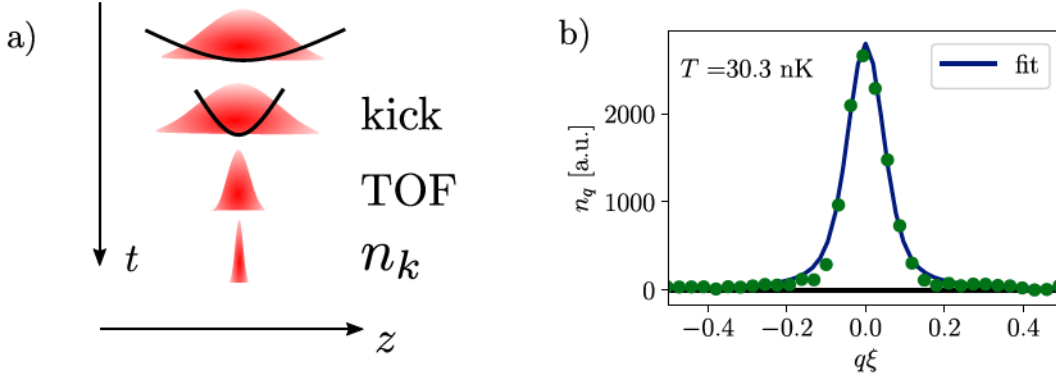 a)
kick
TOF
n_k
t
z
b)
T =30.3 nK
fit
n_q [a.u.]
2000
1000
0
−0.4 −0.2 0.0 0.2 0.4
qξ